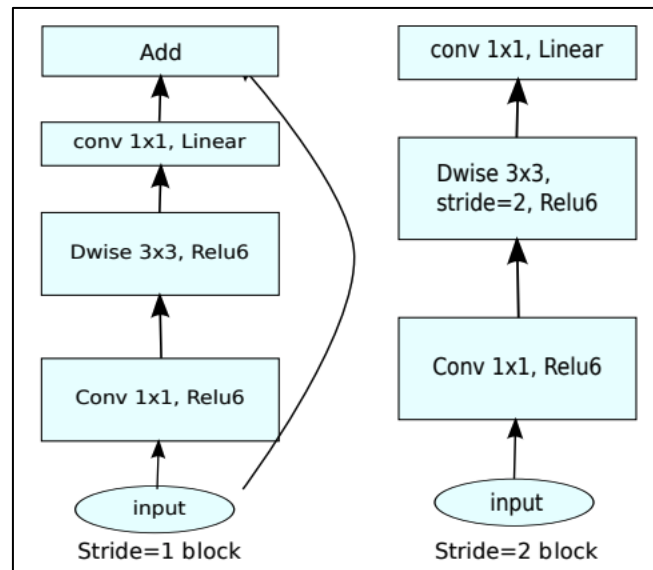 Add
conv 1x1, Linear
Dwise 3x3, Relu6
Conv 1x1, Relu6
input
Stride=1 block
conv 1x1, Linear
Dwise 3x3,
stride=2, Relu6
Conv 1x1, Relu6
input
Stride=2 block